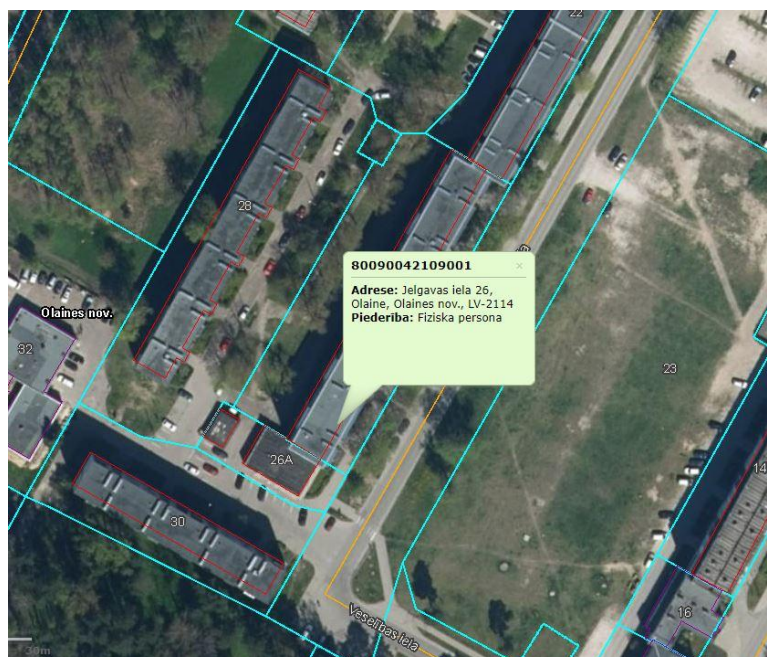 22
28
80090042109001 ×
Adrese: Jelgavas iela 26,
Olaine, Olaines nov., LV-2114
Piederība: Fiziska persona
Olaines nov.
32
23
26A
14
30
16
Veselības iela
30m